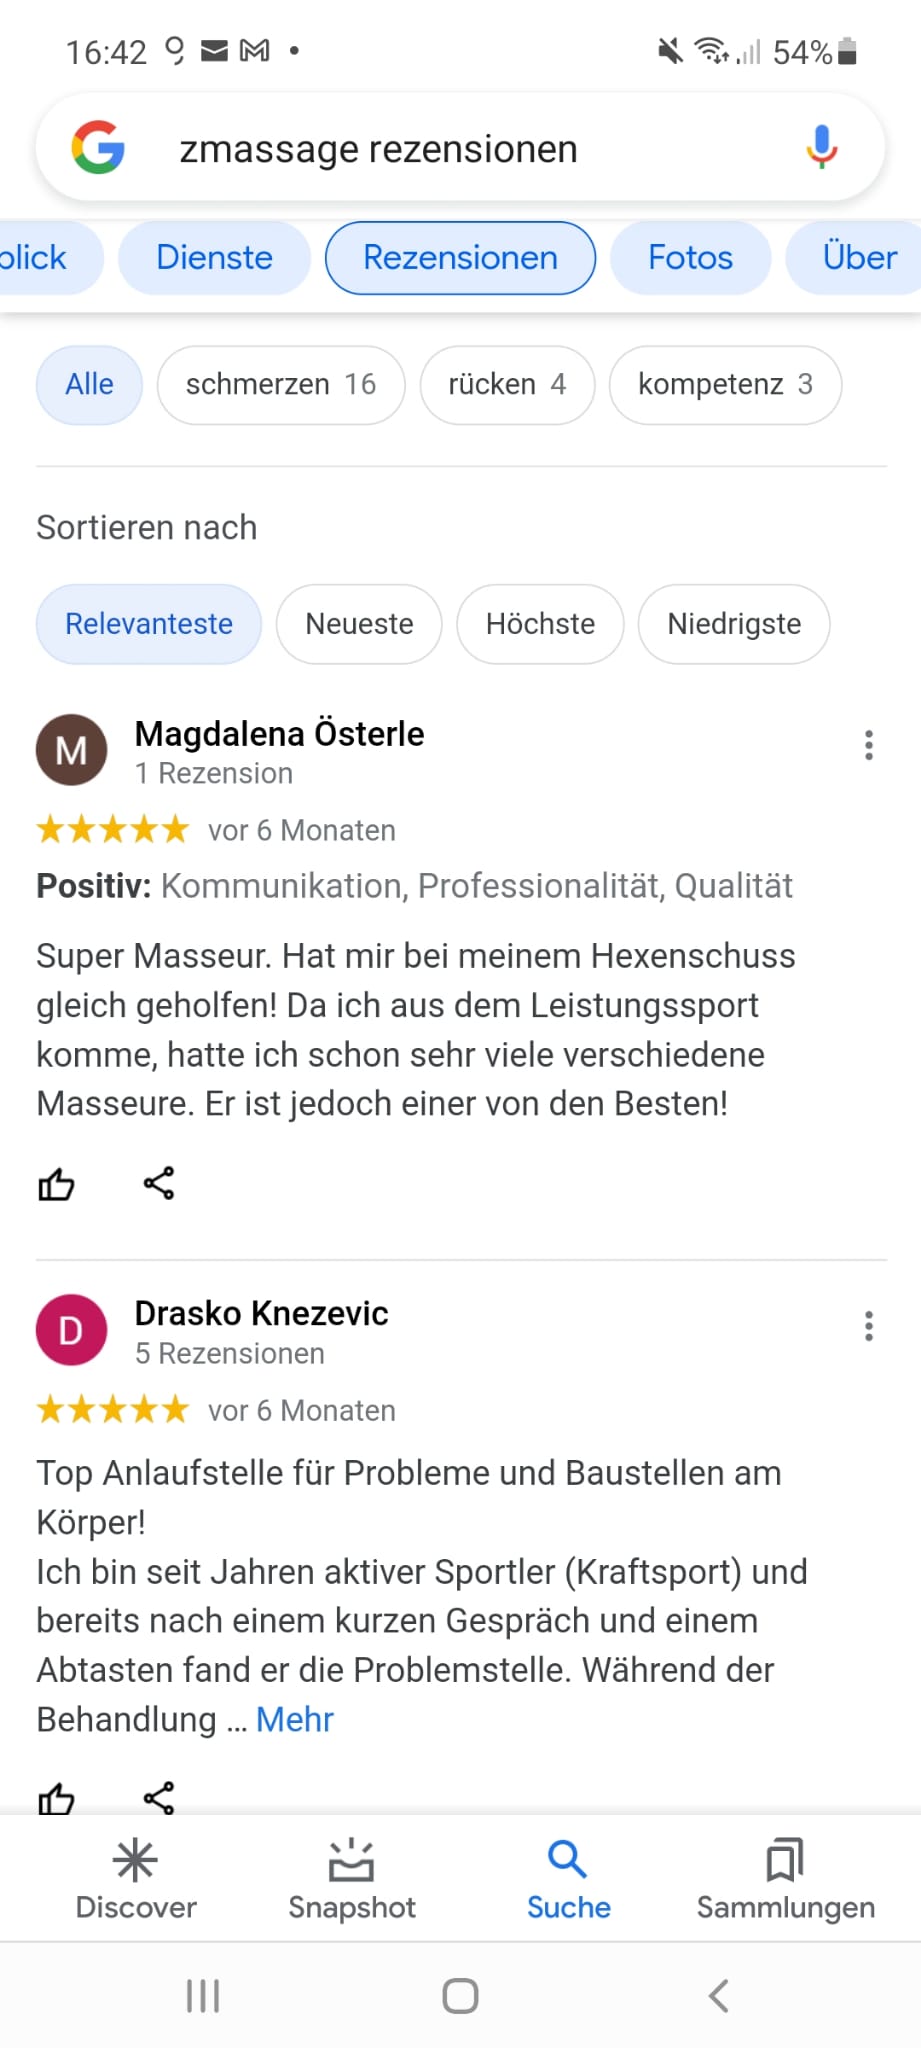 16:42
54%
zmassage rezensionen
blick Dienste Rezensionen Fotos Über
Alle schmerzen 16 rücken 4 kompetenz 3
Sortieren nach
Relevanteste Neueste Höchste Niedrigste
M Magdalena Österle
1 Rezension
vor 6 Monaten
Positiv: Kommunikation, Professionalität, Qualität
Super Masseur. Hat mir bei meinem Hexenschuss
gleich geholfen! Da ich aus dem Leistungssport
komme, hatte ich schon sehr viele verschiedene
Masseure. Er ist jedoch einer von den Besten!
D Drasko Knezevic
5 Rezensionen
vor 6 Monaten
Top Anlaufstelle für Probleme und Baustellen am
Körper!
Ich bin seit Jahren aktiver Sportler (Kraftsport) und
bereits nach einem kurzen Gespräch und einem
Abtasten fand er die Problemstelle. Während der
Behandlung ... Mehr
Discover Snapshot Suche Sammlungen